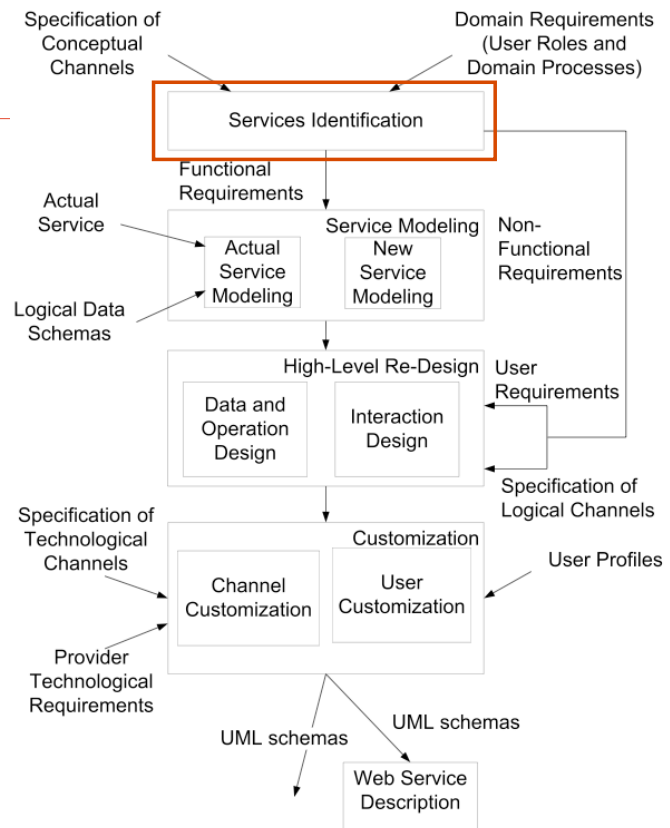 Specification of
Conceptual
Channels
Domain Requirements
(User Roles and
Domain Processes)
Services Identification
Functional
Requirements
Actual
Service
Service Modeling
Actual
Service
Modeling
New
Service
Modeling
Non-
Functional
Requirements
Logical Data
Schemas
High-Level Re-Design
Data and
Operation
Design
Interaction
Design
User
Requirements
Specification of
Logical Channels
Specification of
Technological
Channels
Customization
Channel
Customization
User
Customization
User Profiles
Provider
Technological
Requirements
UML schemas
UML schemas
Web Service
Description